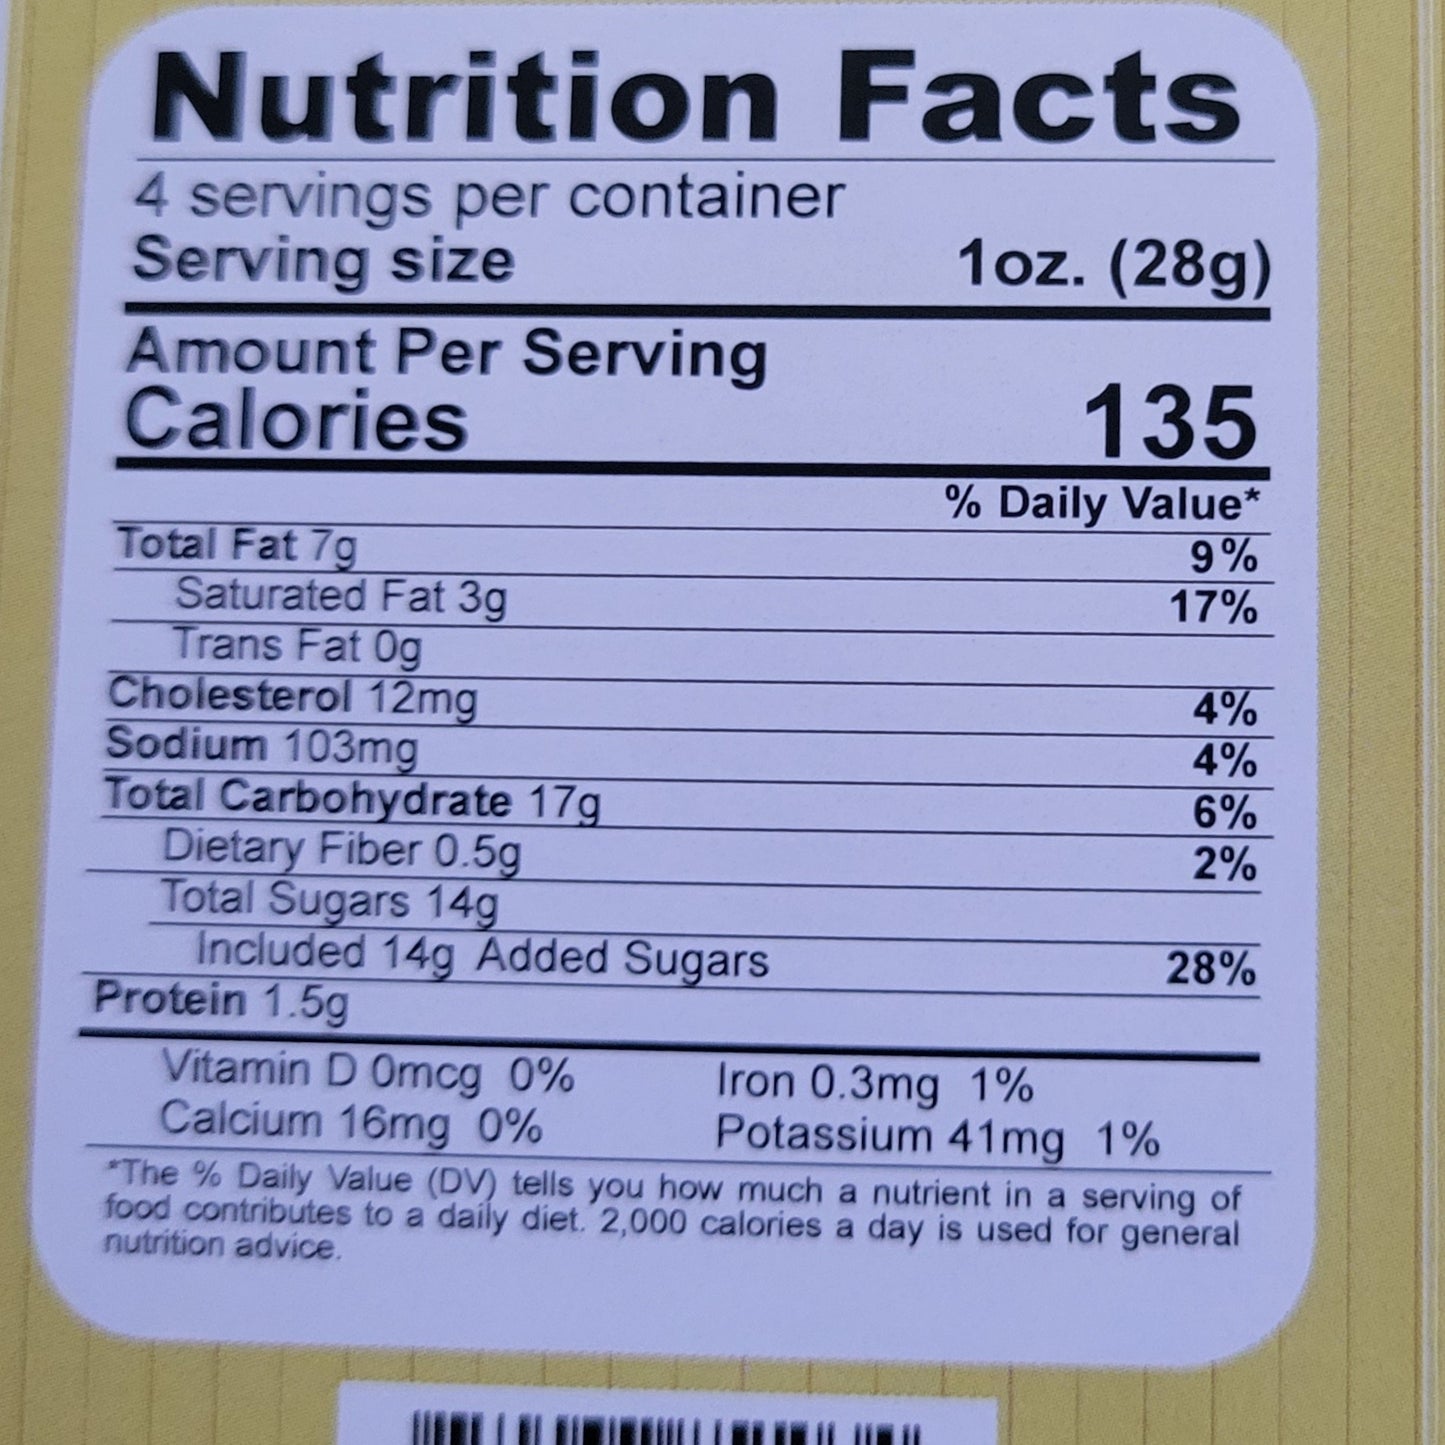 Nutrition Facts
4 servings per container
Serving size 1oz. (28g)
Amount Per Serving
Calories 135
% Daily Value*
Total Fat 7g 9%
Saturated Fat 3g 17%
Trans Fat 0g
Cholesterol 12mg 4%
Sodium 103mg 4%
Total Carbohydrate 17g 6%
Dietary Fiber 0.5g 2%
Total Sugars 14g
Included 14g Added Sugars 28%
Protein 1.5g
Vitamin D 0mcg 0% Iron 0.3mg 1%
Calcium 16mg 0% Potassium 41mg 1%
*The % Daily Value (DV) tells you how much a nutrient in a serving of
food contributes to a daily diet. 2,000 calories a day is used for general
nutrition advice.